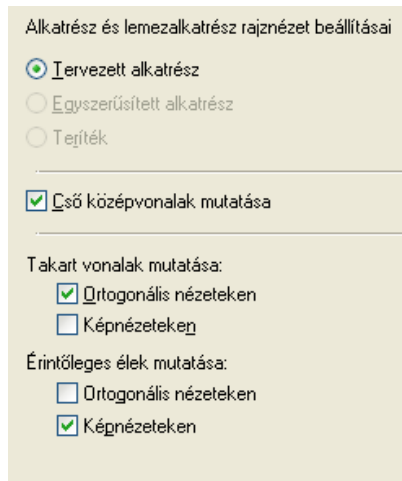 Alkatrész és lemezalkatrész rajznézet beállításai
Tervezett alkatrész
Egyszerűsített alkatrész
Teríték
Cső középvonalak mutatása
Takart vonalak mutatása:
Ortogonális nézeteken
Képnézeteken
Érintőleges élek mutatása:
Ortogonális nézeteken
Képnézeteken